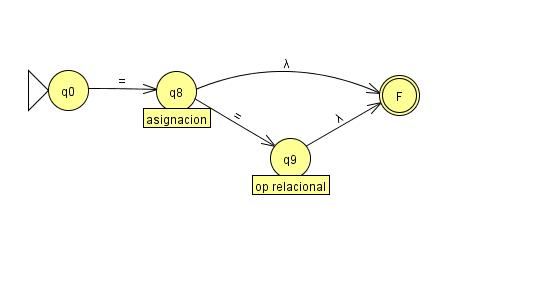 λ
=
q0
q8
F
asignacion
=
λ
q9
op relacional